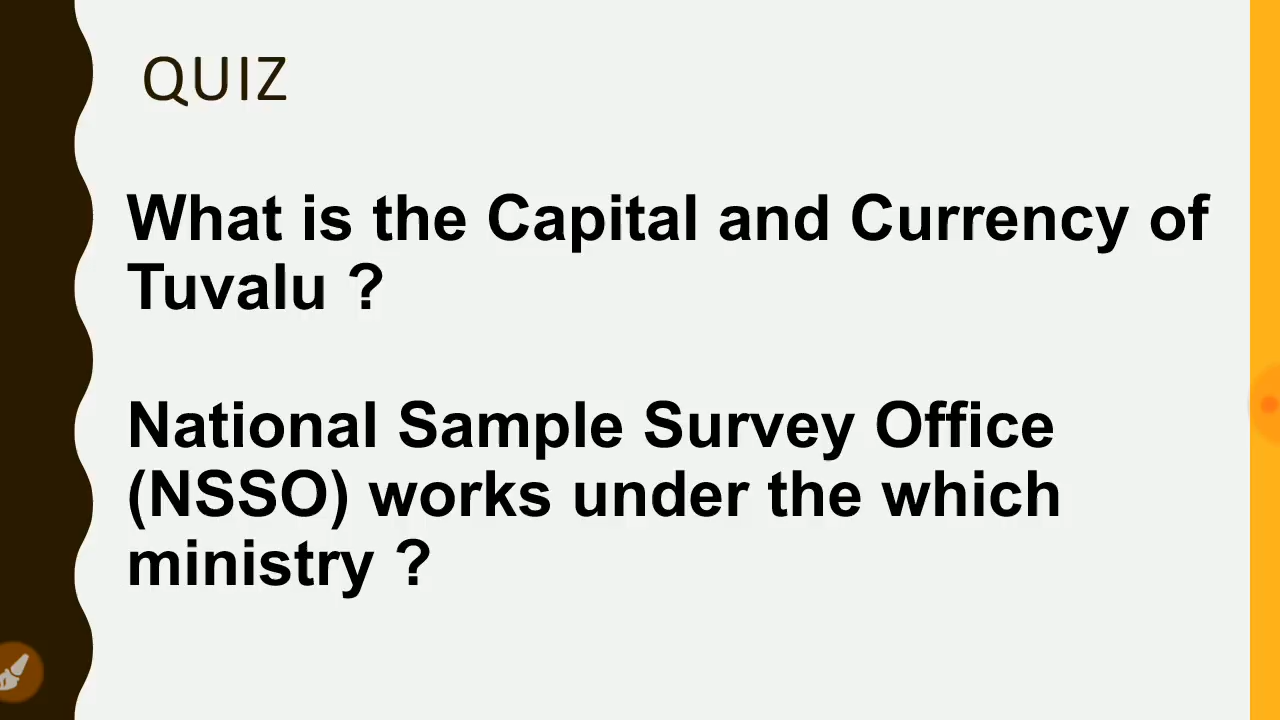 QUIZ
What is the Capital and Currency of
Tuvalu ?
National Sample Survey Office
(NSSO) works under the which
ministry ?